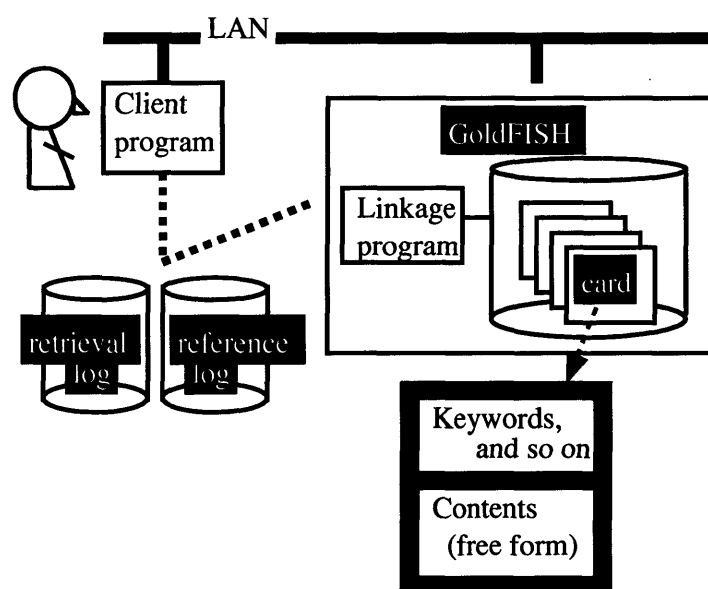 LAN
Client
program
GoldFISH
Linkage
program
card
retrieval
log
reference
log
Keywords,
and so on
Contents
(free form)